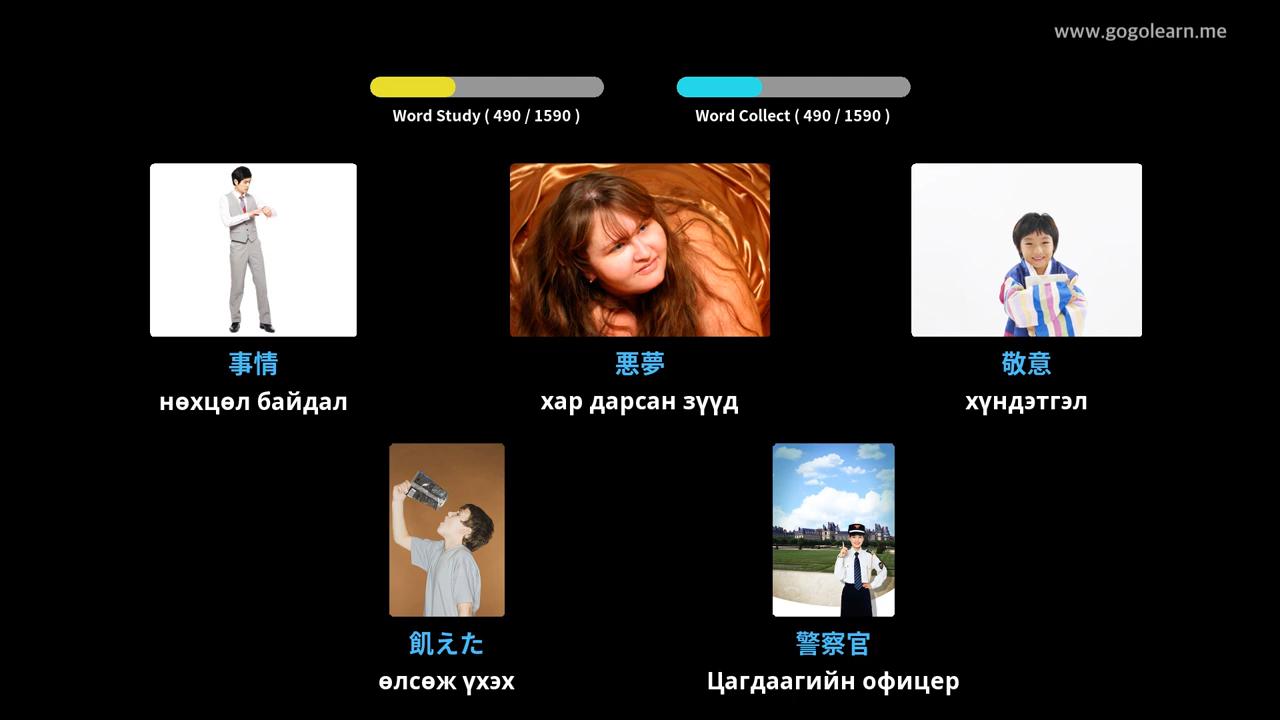 www.gogolearn.me
Word Study ( 490 / 1590 )
Word Collect ( 490 / 1590 )
事情
нөхцөл байдал
悪夢
хар дарсан зүүд
敬意
хүндэтгэл
飢えた
өлсөж үхэх
警察官
Цагдаагийн офицер